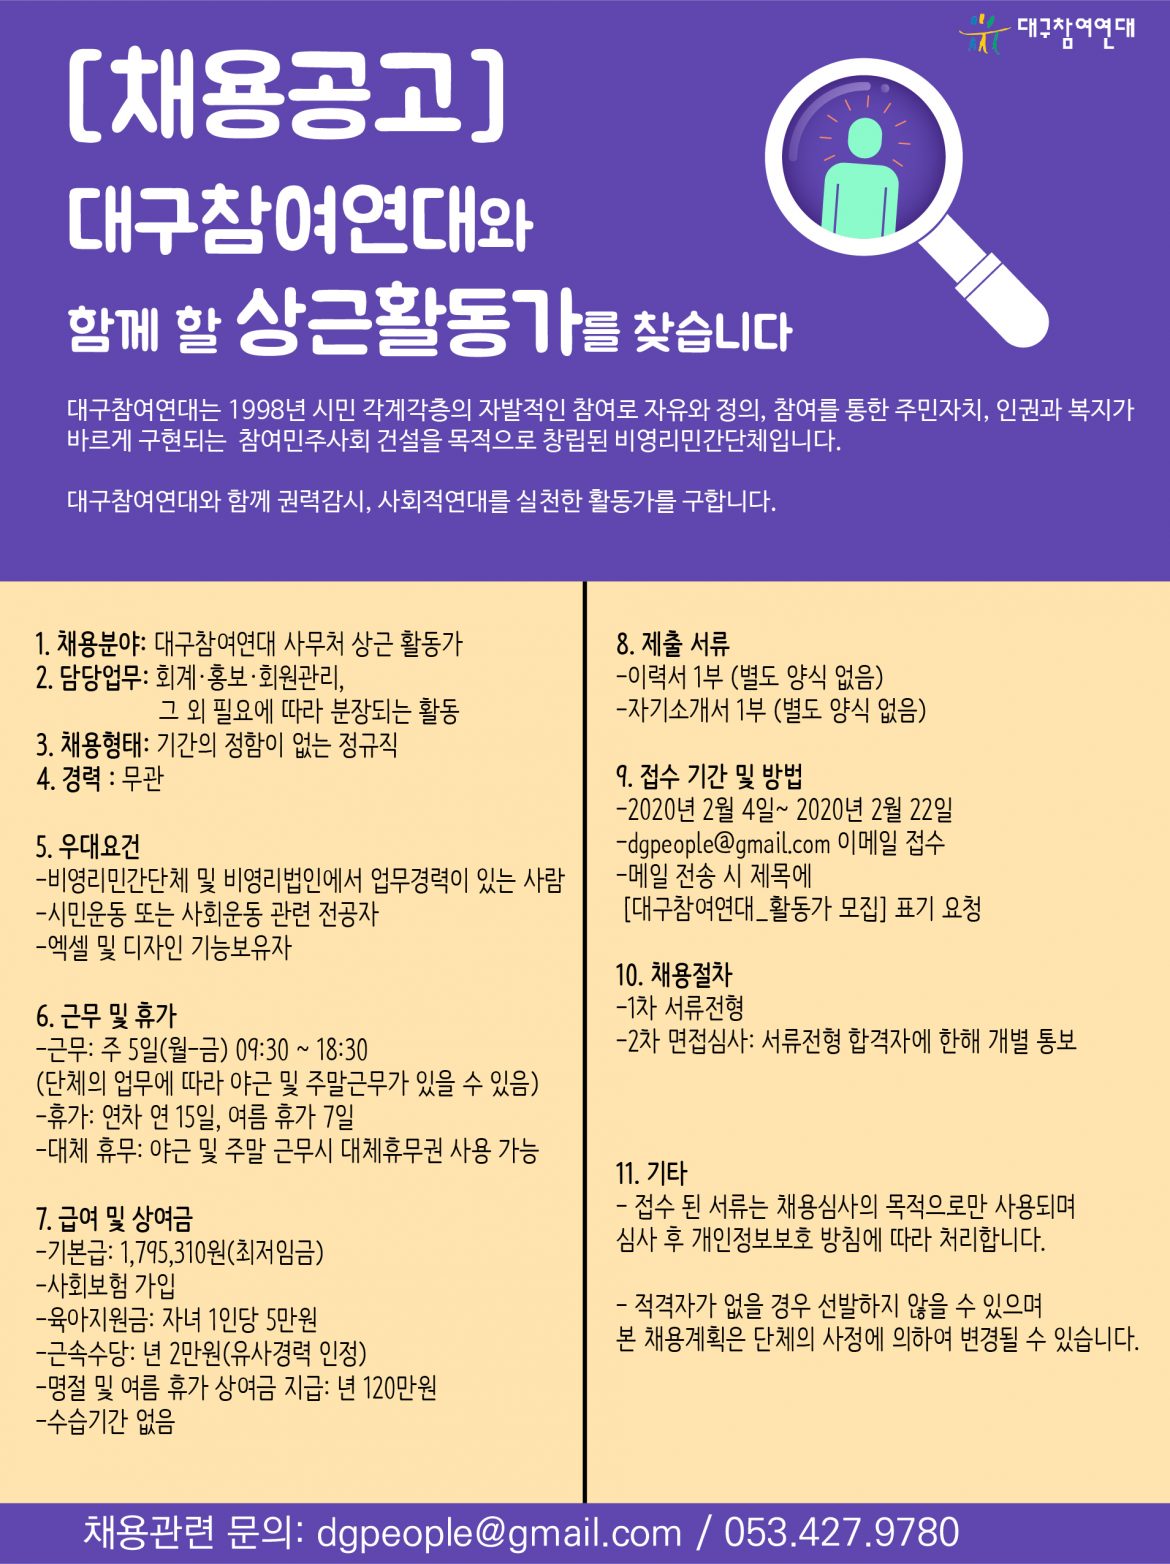 대구참여연대
[채용공고]
대구참여연대와
함께 할 상근활동가를 찾습니다
대구참여연대는 1998년 시민 각계각층의 자발적인 참여로 자유와 정의, 참여를 통한 주민자치, 인권과 복지가
바르게 구현되는 참여민주사회 건설을 목적으로 창립된 비영리민간단체입니다.
대구참여연대와 함께 권력감시, 사회적연대를 실천한 활동가를 구합니다.
1. 채용분야: 대구참여연대 사무처 상근 활동가
2. 담당업무: 회계·홍보·회원관리,
그 외 필요에 따라 분장되는 활동
3. 채용형태: 기간의 정함이 없는 정규직
4. 경력 : 무관
5. 우대요건
-비영리민간단체 및 비영리법인에서 업무경력이 있는 사람
-시민운동 또는 사회운동 관련 전공자
-엑셀 및 디자인 기능보유자
6. 근무 및 휴가
-근무: 주 5일(월-금) 09:30 ~ 18:30
(단체의 업무에 따라 야근 및 주말근무가 있을 수 있음)
-휴가: 연차 연 15일, 여름 휴가 7일
-대체 휴무: 야근 및 주말 근무시 대체휴무권 사용 가능
7. 급여 및 상여금
-기본급: 1,795,310원(최저임금)
-사회보험 가입
-육아지원금: 자녀 1인당 5만원
-근속수당: 년 2만원(유사경력 인정)
-명절 및 여름 휴가 상여금 지급: 년 120만원
-수습기간 없음
8. 제출 서류
-이력서 1부 (별도 양식 없음)
-자기소개서 1부 (별도 양식 없음)
9. 접수 기간 및 방법
-2020년 2월 4일~ 2020년 2월 22일
-dgpeople@gmail.com 이메일 접수
-메일 전송 시 제목에
[대구참여연대_활동가 모집] 표기 요청
10. 채용절차
-1차 서류전형
-2차 면접심사: 서류전형 합격자에 한해 개별 통보
11. 기타
- 접수 된 서류는 채용심사의 목적으로만 사용되며
심사 후 개인정보보호 방침에 따라 처리합니다.
- 적격자가 없을 경우 선발하지 않을 수 있으며
본 채용계획은 단체의 사정에 의하여 변경될 수 있습니다.
채용관련 문의: dgpeople@gmail.com / 053.427.9780